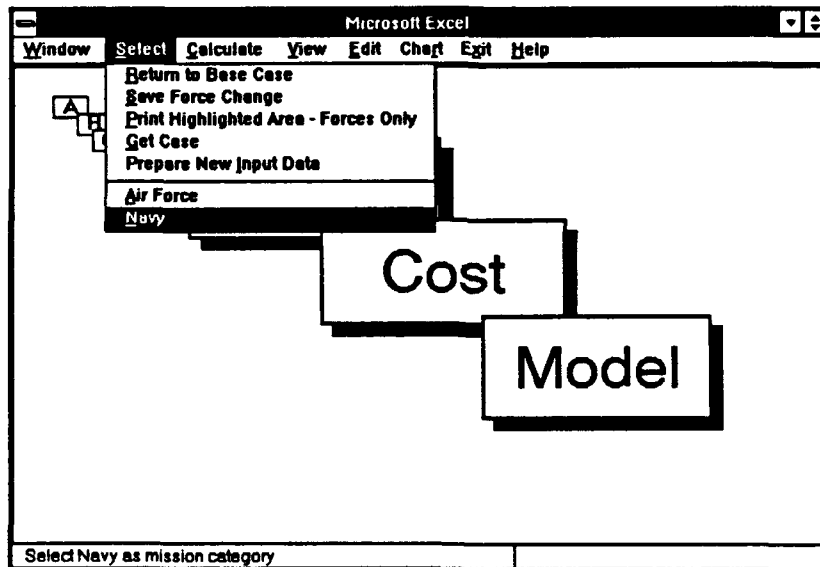 Microsoft Excel
Window Select Calculate View Edit Chart Exit Help
Return to Base Case
Save Force Change
Print Highlighted Area - Forces Only
Get Case
Prepare New Input Data
Air Force
Navy
A
Cost
Model
Select Navy as mission category